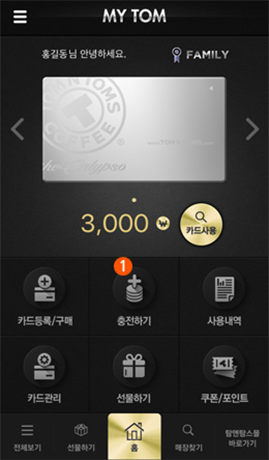 MY TOM
홍길동님 안녕하세요.
FAMILY
TOM N TOMS
COFFEE
3,000 ₩
카드사용
1
카드등록/구매
충전하기
사용내역
카드관리
선물하기
쿠폰/포인트
전체보기
선물하기
홈
매장찾기
탐앤탐스몰
바로가기